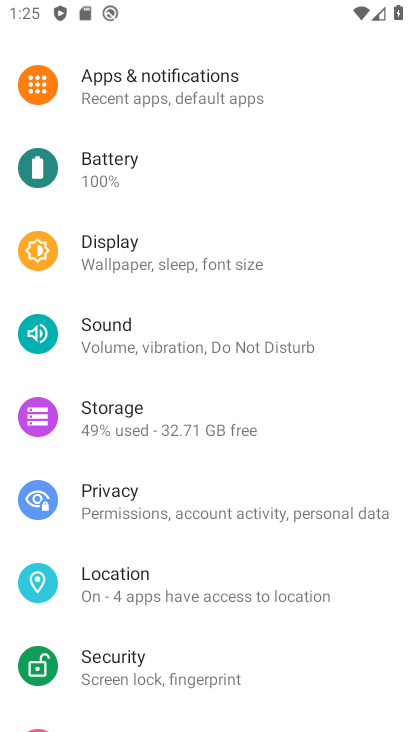 1:25
Apps & notifications
Recent apps, default apps
Battery
100%
Display
Wallpaper, sleep, font size
Sound
Volume, vibration, Do Not Disturb
Storage
49% used - 32.71 GB free
Privacy
Permissions, account activity, personal data
Location
On - 4 apps have access to location
Security
Screen lock, fingerprint